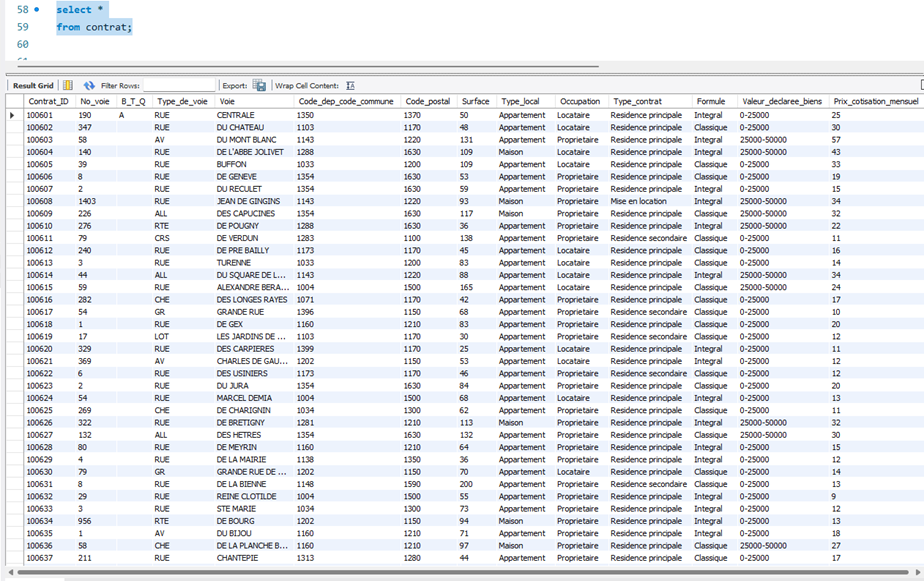 58 select *
59 from contrat;
60
Result Grid Filter Rows: Export: Wrap Cell Content:
Contrat_ID No_voie B_T_Q Type_de_voie Voie Code_dep_code_commune Code_postal Surface Type_local Occupation Type_contrat Formule Valeur_declaree_biens Prix_cotisation_mensuel
100601 190 A RUE CENTRALE 1350 1370 50 Appartement Locataire Residence principale Integral 0-25000 25
100602 347 RUE DU CHATEAU 1103 1170 48 Appartement Locataire Residence principale Classique 0-25000 30
100603 58 AV DU MONT BLANC 1143 1220 131 Appartement Proprietaire Residence principale Integral 25000-50000 57
100604 140 RUE DE L'ABBE JOLIVET 1288 1630 109 Maison Locataire Residence principale Integral 25000-50000 43
100605 39 RUE BUFFON 1033 1200 109 Appartement Locataire Residence principale Classique 0-25000 33
100606 8 RUE DE GENEVE 1354 1630 53 Appartement Proprietaire Residence principale Classique 0-25000 19
100607 2 RUE DU RECULET 1354 1630 59 Appartement Proprietaire Residence principale Integral 0-25000 15
100608 1403 RUE JEAN DE GINGINS 1143 1220 93 Maison Proprietaire Mise en location Integral 25000-50000 34
100609 226 ALL DES CAPUCINES 1354 1630 117 Maison Proprietaire Residence principale Classique 25000-50000 32
100610 276 RTE DE POUGNY 1288 1630 36 Appartement Proprietaire Residence principale Integral 25000-50000 22
100611 79 CRS DE VERDUN 1283 1100 138 Appartement Proprietaire Residence secondaire Classique 0-25000 11
100612 240 RUE DE PRE BAILLY 1173 1170 45 Appartement Locataire Residence principale Classique 0-25000 16
100613 3 RUE TURENNE 1033 1200 83 Appartement Locataire Residence principale Classique 0-25000 14
100614 44 ALL DU SQUARE DE L... 1143 1220 88 Appartement Locataire Residence principale Integral 25000-50000 34
100615 59 RUE ALEXANDRE BERA... 1004 1500 165 Appartement Locataire Residence principale Classique 25000-50000 24
100616 282 CHE DES LONGES RAYES 1071 1170 42 Appartement Proprietaire Residence principale Classique 0-25000 17
100617 54 GR GRANDE RUE 1396 1150 68 Appartement Proprietaire Residence secondaire Classique 0-25000 10
100618 1 RUE DE GEX 1160 1210 83 Appartement Proprietaire Residence principale Classique 0-25000 20
100619 17 LOT LES JARDINS DE ... 1103 1170 30 Appartement Proprietaire Residence secondaire Classique 0-25000 12
100620 329 RUE DES CARPIERES 1399 1170 25 Appartement Locataire Residence principale Integral 0-25000 11
100621 369 AV CHARLES DE GAU... 1202 1150 53 Appartement Locataire Residence principale Integral 0-25000 12
100622 6 RUE DES USINIERS 1173 1170 46 Appartement Proprietaire Residence secondaire Classique 0-25000 12
100623 2 RUE DU JURA 1354 1630 84 Appartement Proprietaire Residence principale Classique 0-25000 20
100624 54 RUE MARCEL DEMIA 1004 1500 68 Appartement Locataire Residence principale Integral 0-25000 13
100625 269 CHE DE CHARIGNIN 1034 1300 62 Appartement Proprietaire Residence principale Classique 0-25000 11
100626 322 RUE DE BRETIGNY 1281 1210 113 Maison Proprietaire Residence principale Integral 25000-50000 32
100627 132 ALL DES HETRES 1354 1630 132 Appartement Proprietaire Residence principale Classique 25000-50000 30
100628 80 RUE DE MEYRIN 1160 1210 64 Appartement Proprietaire Residence principale Integral 0-25000 15
100629 4 RUE DE LA MAIRIE 1138 1350 36 Appartement Proprietaire Residence principale Integral 0-25000 12
100630 79 GR GRANDE RUE DE ... 1202 1150 70 Appartement Locataire Residence principale Classique 0-25000 14
100631 8 RUE DE LA BIENNE 1148 1590 200 Appartement Proprietaire Residence secondaire Classique 0-25000 13
100632 29 RUE REINE CLOTILDE 1004 1500 55 Appartement Proprietaire Residence principale Integral 0-25000 9
100633 3 RUE STE MARIE 1034 1300 73 Appartement Proprietaire Residence principale Integral 0-25000 12
100634 956 RTE DE BOURG 1202 1150 94 Maison Proprietaire Residence principale Integral 0-25000 13
100635 1 AV DU BIJOU 1160 1210 71 Appartement Proprietaire Residence principale Integral 0-25000 18
100636 58 CHE DE LA PLANCHE B... 1160 1210 97 Maison Proprietaire Residence principale Classique 25000-50000 27
100637 211 RUE CHANTEPIE 1313 1280 44 Appartement Proprietaire Residence principale Classique 0-25000 17